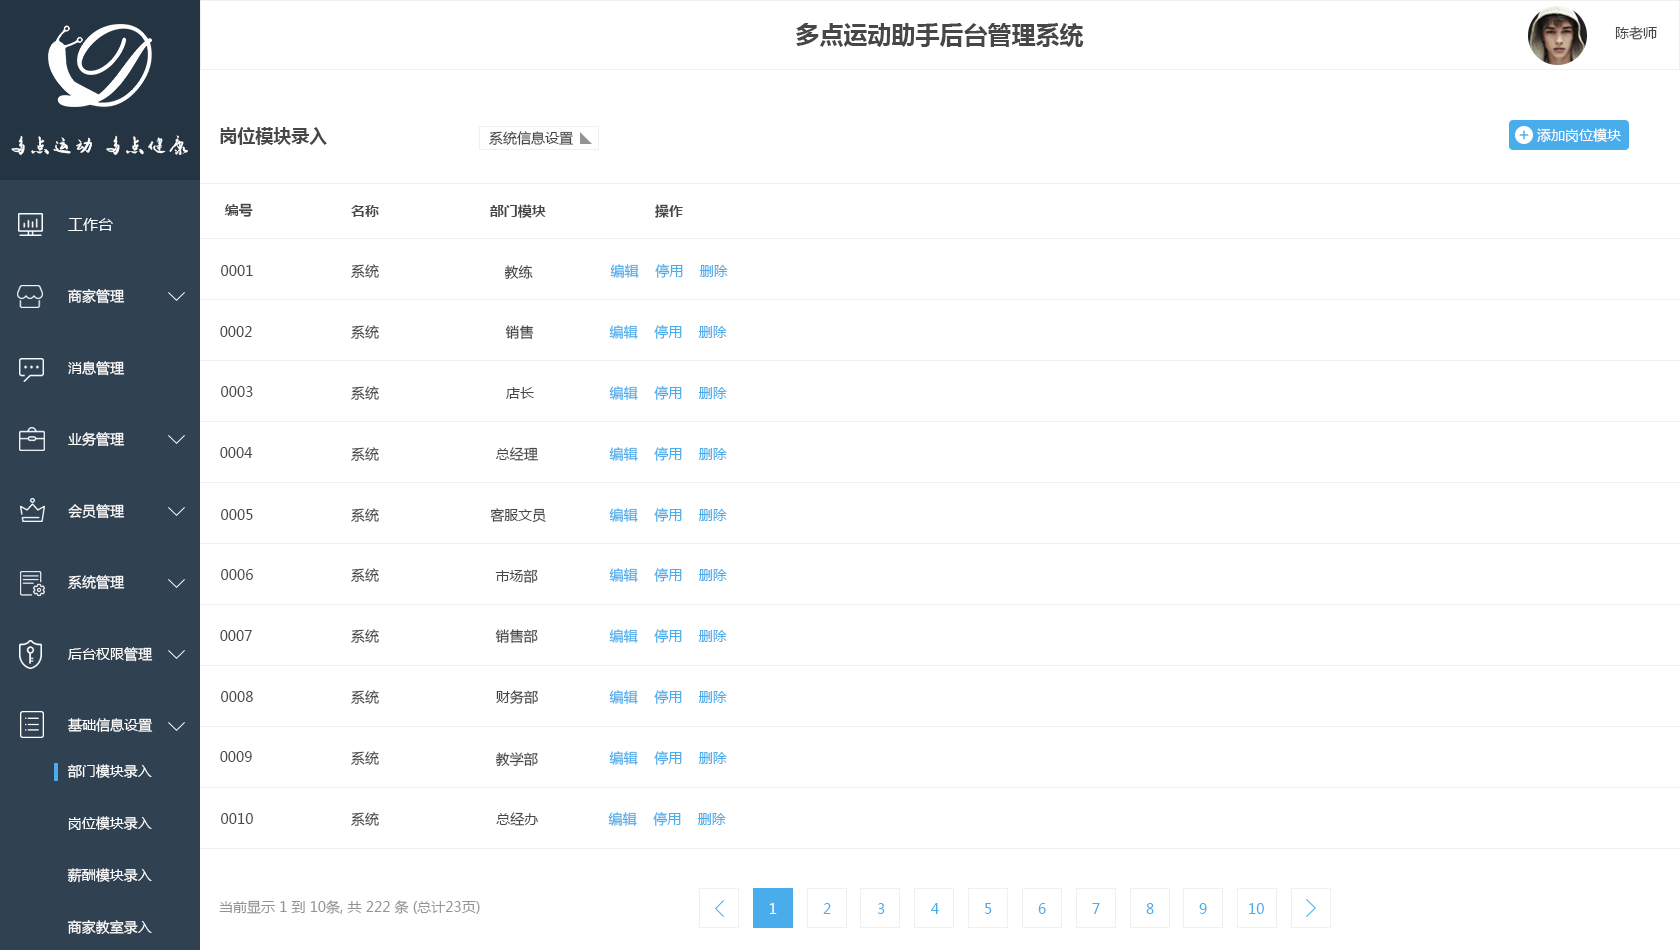 多点运动助手后台管理系统
陈老师
多点运动 多点健康
工作台
商家管理
消息管理
业务管理
会员管理
系统管理
后台权限管理
基础信息设置
部门模块录入
岗位模块录入
薪酬模块录入
商家教室录入
岗位模块录入 系统信息设置 添加岗位模块
编号 名称 部门模块 操作
0001 系统 教练 编辑 停用 删除
0002 系统 销售 编辑 停用 删除
0003 系统 店长 编辑 停用 删除
0004 系统 总经理 编辑 停用 删除
0005 系统 客服文员 编辑 停用 删除
0006 系统 市场部 编辑 停用 删除
0007 系统 销售部 编辑 停用 删除
0008 系统 财务部 编辑 停用 删除
0009 系统 教学部 编辑 停用 删除
0010 系统 总经办 编辑 停用 删除
当前显示 1 到 10条, 共 222 条 (总计23页) 1 2 3 4 5 6 7 8 9 10